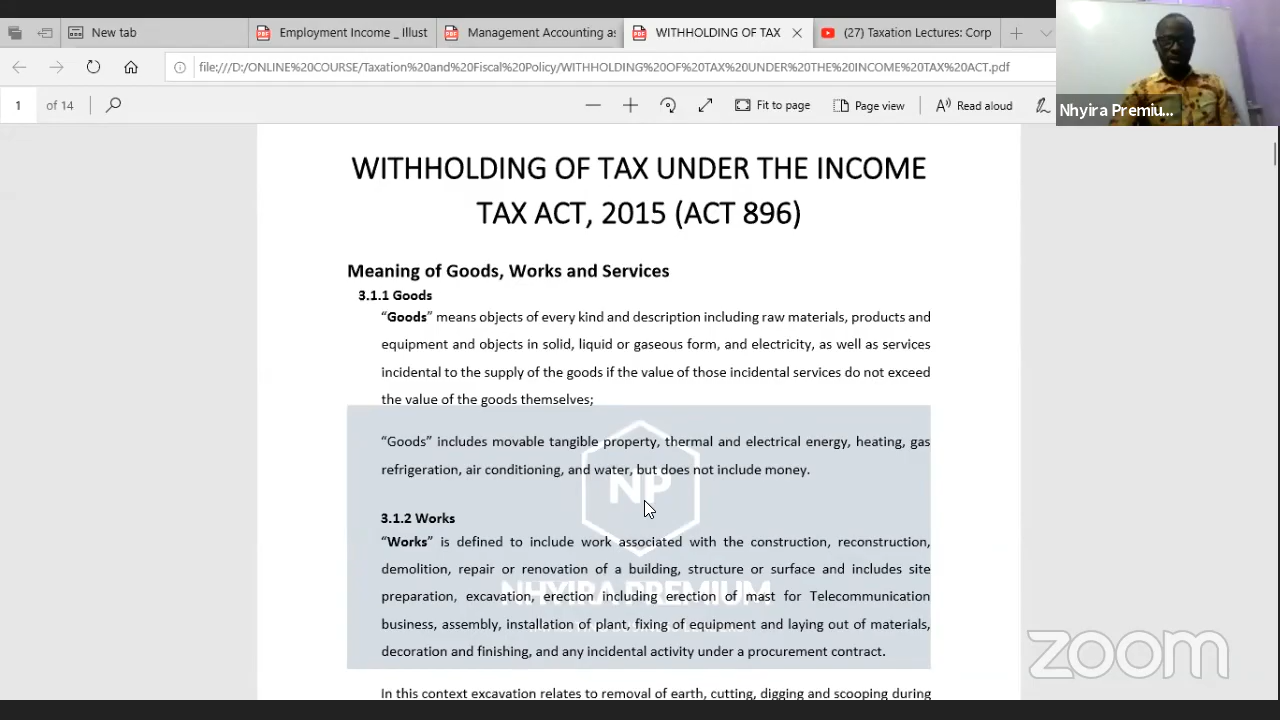 New tab
Employment Income _ Illust
Management Accounting as
WITHHOLDING OF TAX
(27) Taxation Lectures: Corp
file:///D:/ONLINE%20COURSE/Taxation%20and%20Fiscal%20Policy/WITHHOLDING%20OF%20TAX%20UNDER%20THE%20INCOME%20TAX%20ACT.pdf
1 of 14
Fit to page
Page view
Read aloud
Nhyira Premiu...
WITHHOLDING OF TAX UNDER THE INCOME
TAX ACT, 2015 (ACT 896)
Meaning of Goods, Works and Services
3.1.1 Goods
“Goods” means objects of every kind and description including raw materials, products and
equipment and objects in solid, liquid or gaseous form, and electricity, as well as services
incidental to the supply of the goods if the value of those incidental services do not exceed
the value of the goods themselves;
“Goods” includes movable tangible property, thermal and electrical energy, heating, gas
refrigeration, air conditioning, and water, but does not include money.
NP
3.1.2 Works
“Works” is defined to include work associated with the construction, reconstruction,
demolition, repair or renovation of a building, structure or surface and includes site
NHYIRA PREMIUM
preparation, excavation, erection including erection of mast for Telecommunication
business, assembly, installation of plant, fixing of equipment and laying out of materials,
decoration and finishing, and any incidental activity under a procurement contract.
In this context excavation relates to removal of earth, cutting, digging and scooping during
zoom